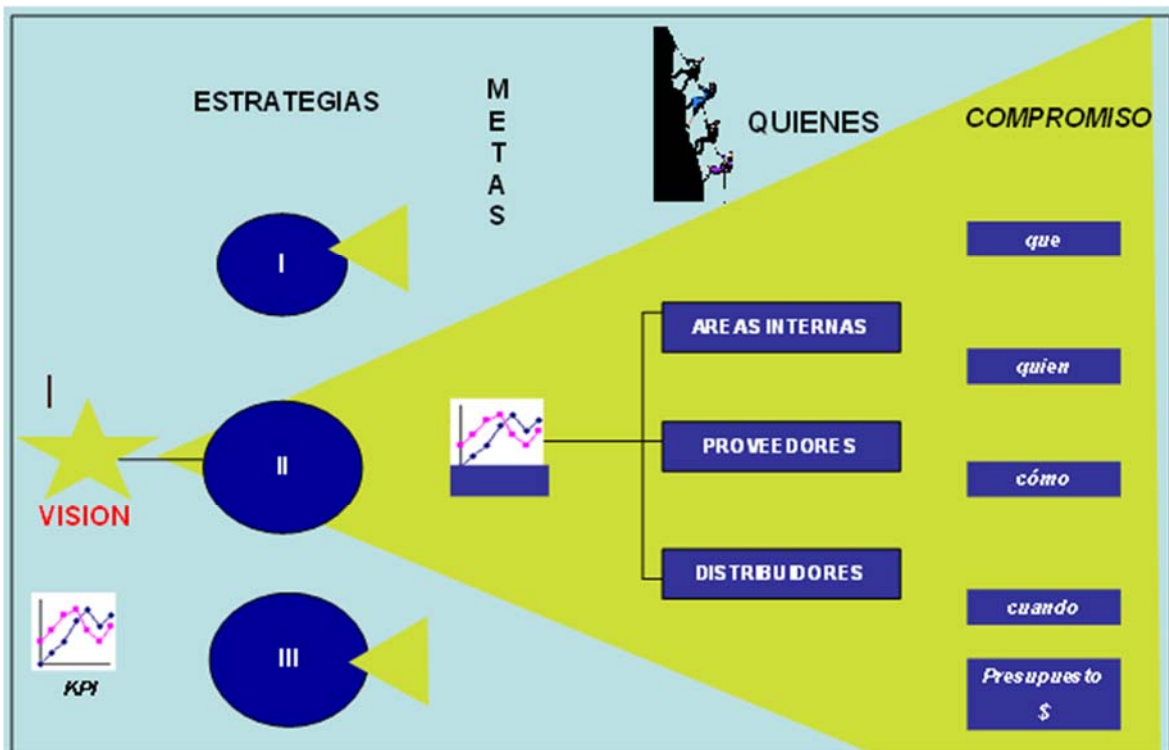 ESTRATEGIAS
M
E
T
A
S
QUIENES
COMPROMISO
I
que
AREAS INTERNAS
quien
II
PROVEEDORES
cómo
VISION
DISTRIBUIDORES
cuando
III
KPI
Presupuesto
$